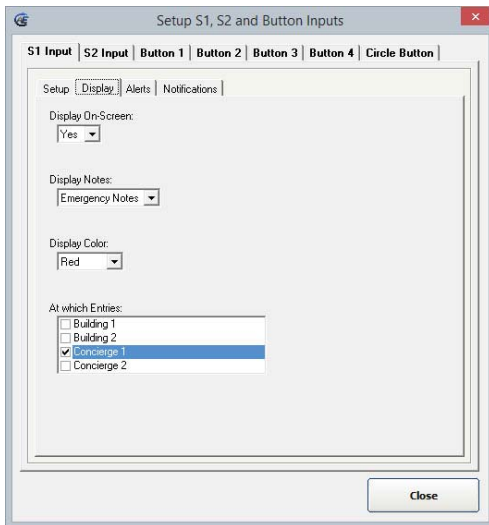 Setup S1, S2 and Button Inputs
S1 Input S2 Input Button 1 Button 2 Button 3 Button 4 Circle Button
Setup Display Alerts Notifications
Display On-Screen:
Yes
Display Notes:
Emergency Notes
Display Color:
Red
At which Entries:
Building 1
Building 2
Concierge 1
Concierge 2
Close